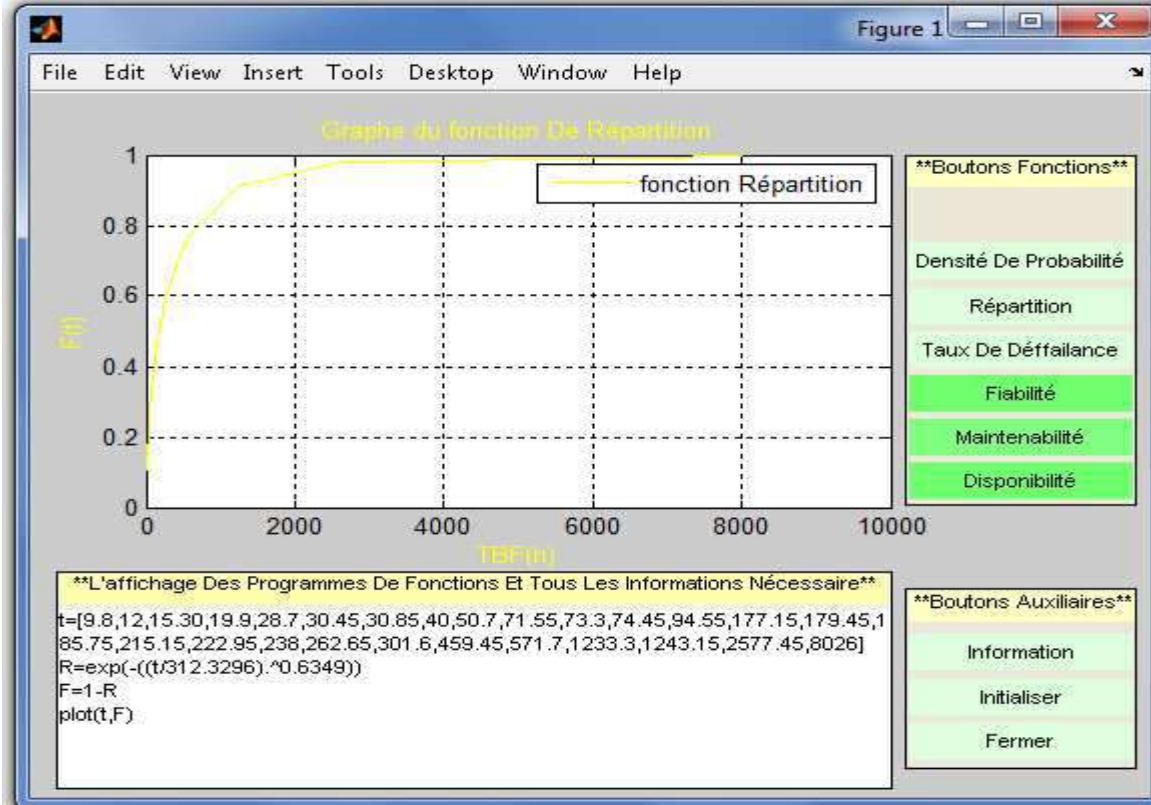 Figure 1
File Edit View Insert Tools Desktop Window Help
Graphe du fonction De Répartition
1
0.8
0.6
0.4
0.2
0
F(t)
fonction Répartition
0 2000 4000 6000 8000 10000
TBF(h)
**Boutons Fonctions**
Densité De Probabilité
Répartition
Taux De Déffailance
Fiabilité
Maintenabilité
Disponibilité
**L'affichage Des Programmes De Fonctions Et Tous Les Informations Nécessaire**
t=[9.8,12,15.30,19.9,28.7,30.45,30.85,40,50.7,71.55,73.3,74.45,94.55,177.15,179.45,1
85.75,215.15,222.95,238,262.65,301.6,459.45,571.7,1233.3,1243.15,2577.45,8026]
R=exp(-((t/312.3296).^0.6349))
F=1-R
plot(t,F)
**Boutons Auxiliaires**
Information
Initialiser
Fermer